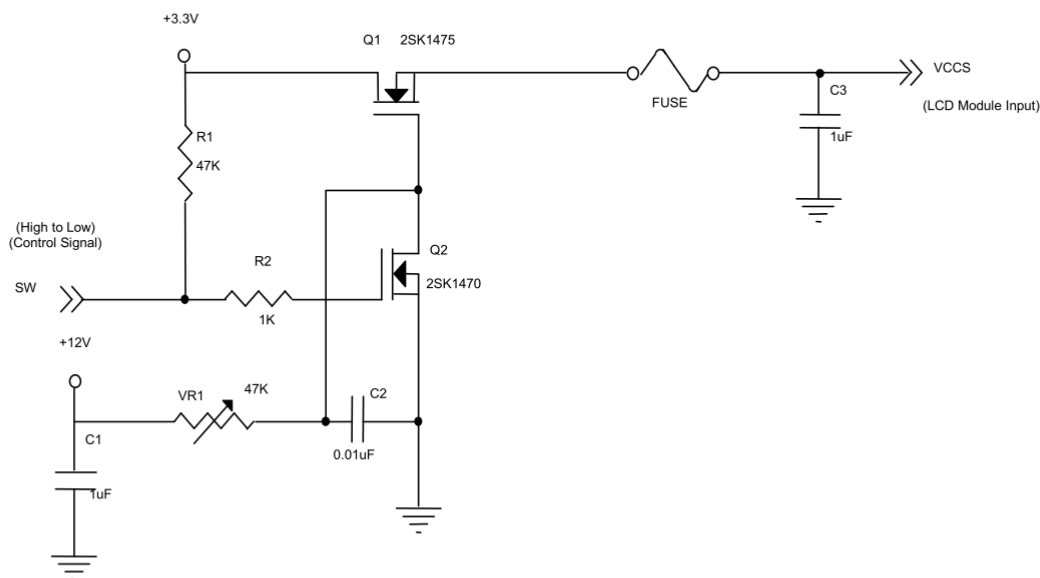 +3.3V
Q1 2SK1475
VCCS
FUSE
C3
(LCD Module Input)
1uF
R1
47K
(High to Low)
(Control Signal)
Q2
R2
2SK1470
SW
1K
+12V
VR1
47K
C2
C1
0.01uF
1uF